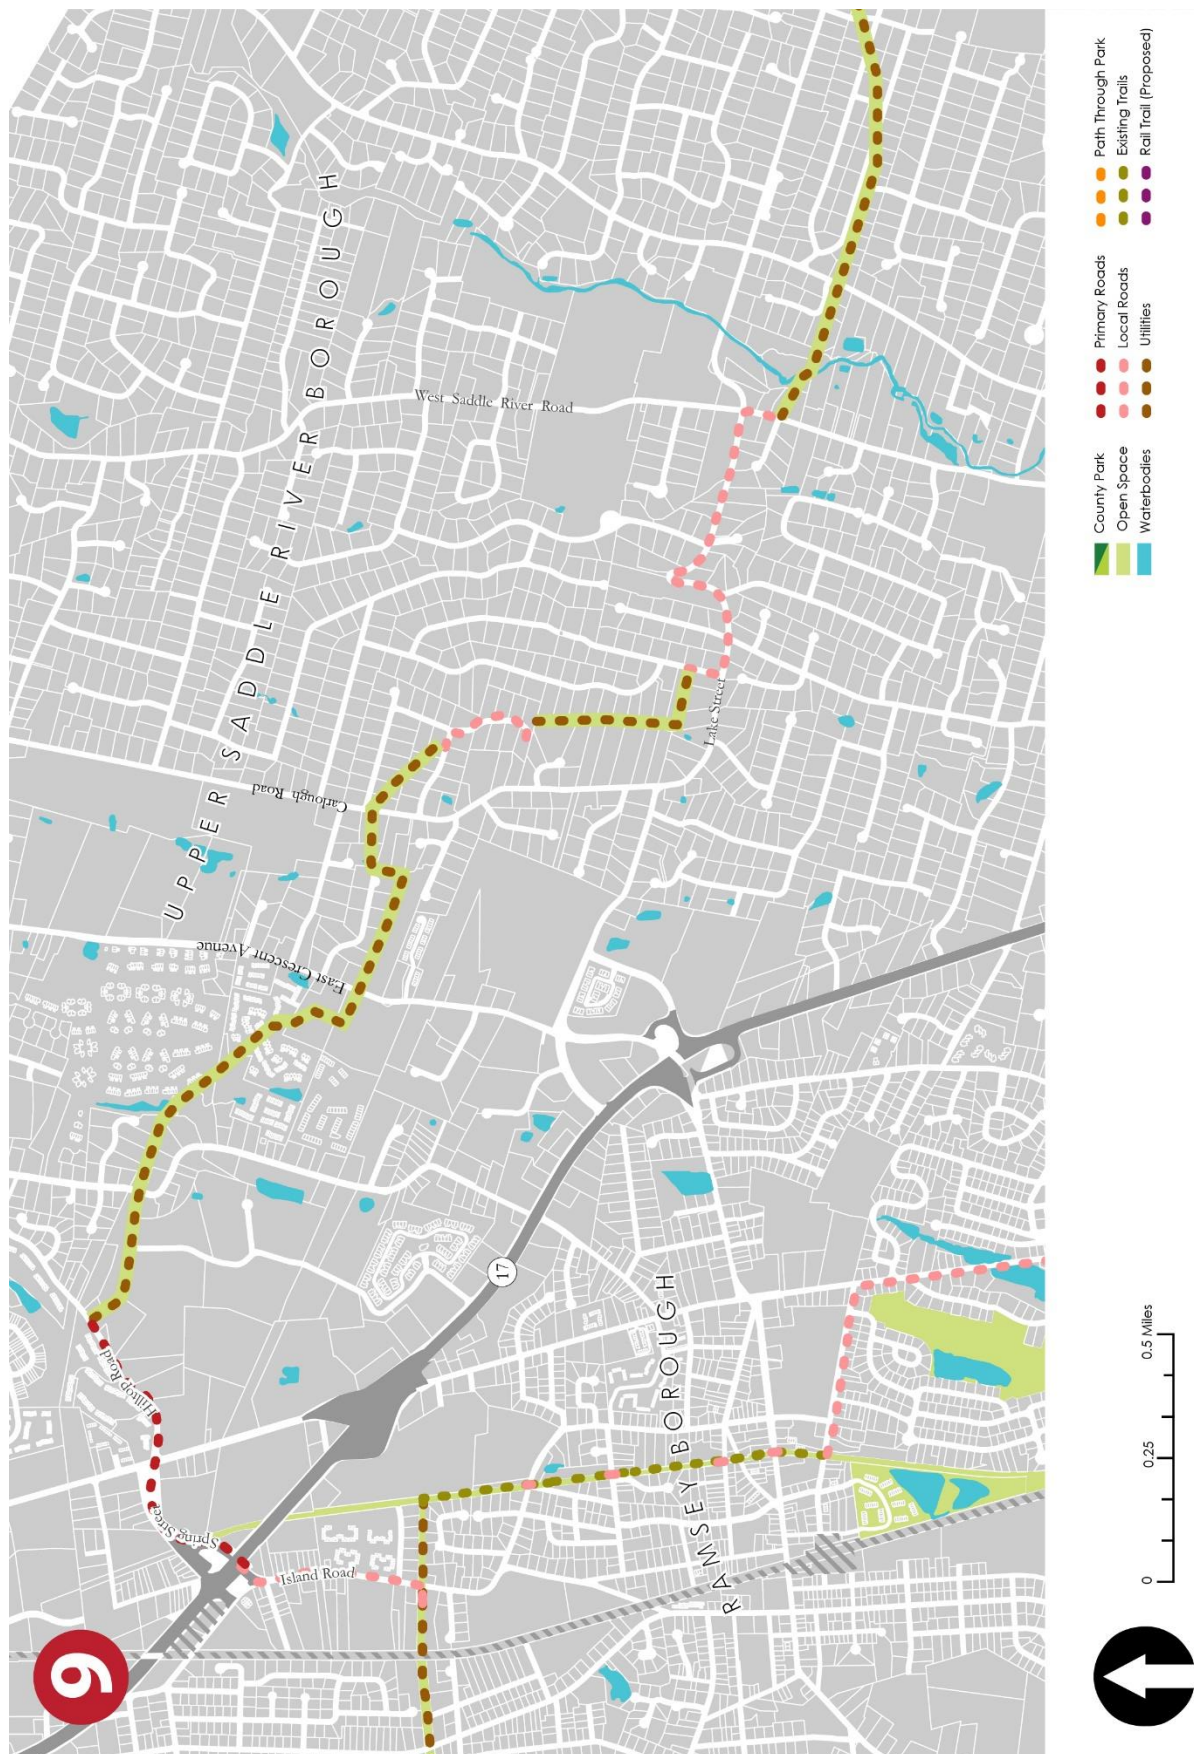 9
UPPER SADDLE RIVER BOROUGH
West Saddle River Road
Carlough Road
Lake Street
East Crescent Avenue
Hilltop Road
Spring Street
Island Road
17
RAMSEY BOROUGH
0 0.25 0.5 Miles
County Park
Open Space
Waterbodies
Primary Roads
Local Roads
Utilities
Path Through Park
Existing Trails
Rail Trail (Proposed)